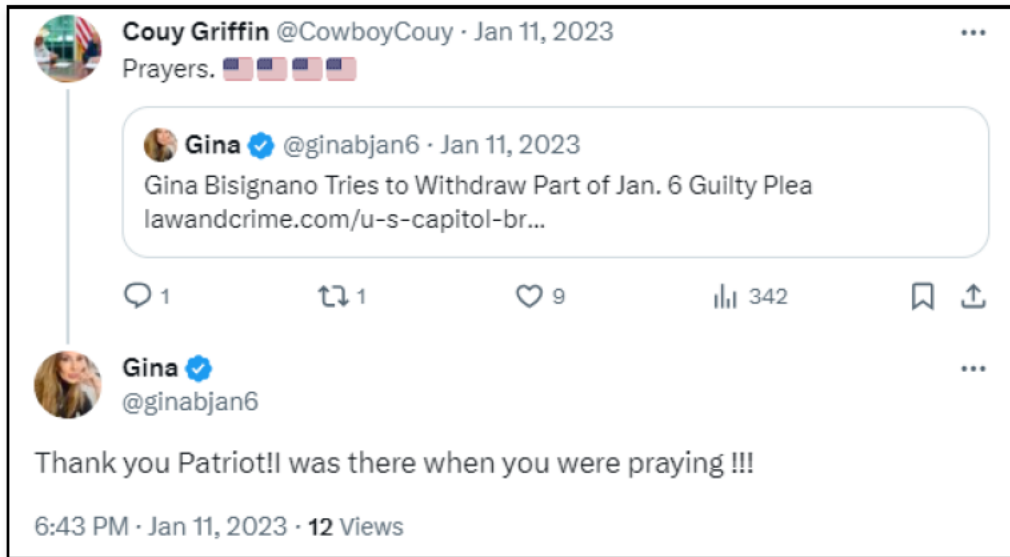 Couy Griffin @CowboyCouy · Jan 11, 2023
Prayers. 🇺🇸🇺🇸🇺🇸🇺🇸
Gina @ginabjan6 · Jan 11, 2023
Gina Bisignano Tries to Withdraw Part of Jan. 6 Guilty Plea
lawandcrime.com/u-s-capitol-br...
1 1 9 342
Gina
@ginabjan6
Thank you Patriot!I was there when you were praying !!!
6:43 PM · Jan 11, 2023 · 12 Views